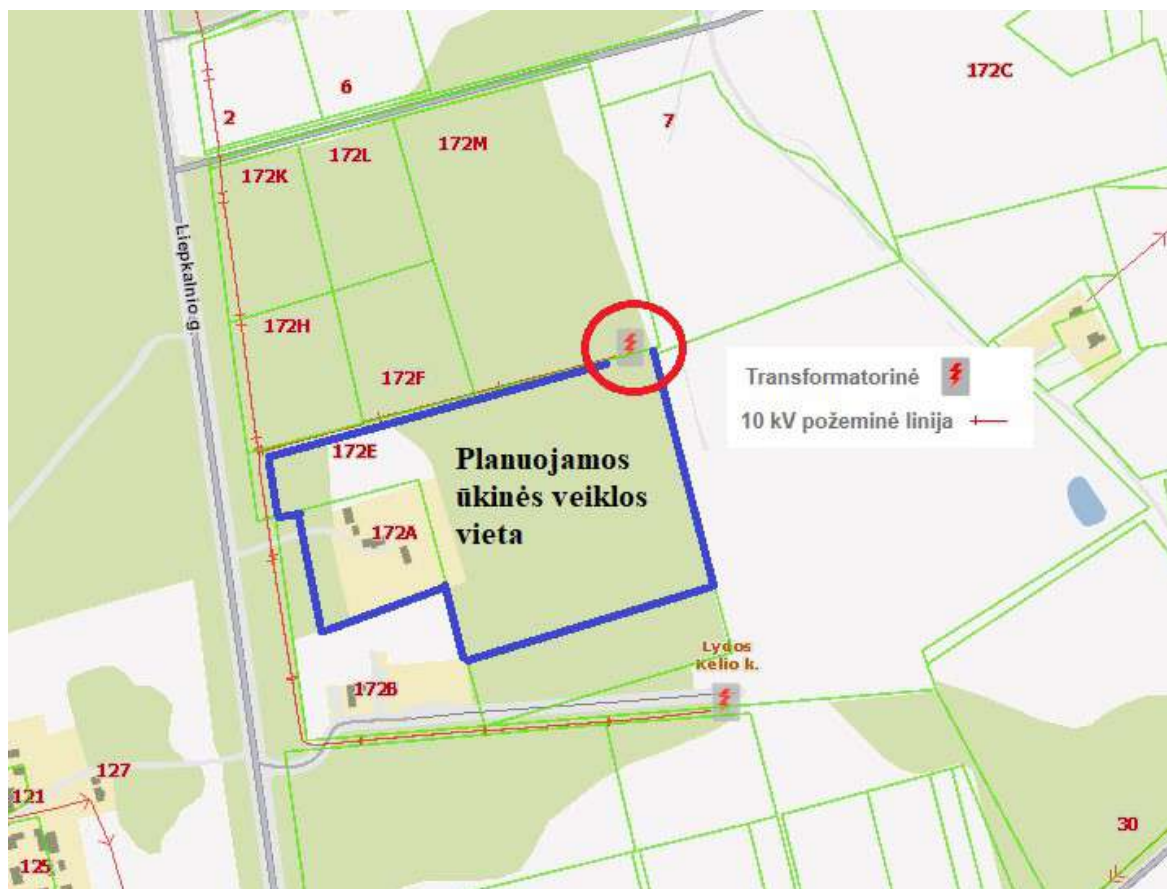 172C
6
2
7
172M
172L
172K
Liepkalnio g.
172H
172F
Transformatorinė
10 kV požeminė linija
172E
Planuojamos
ūkinės veiklos
vieta
172A
Lydos
Kelio k.
172B
127
121
30
125